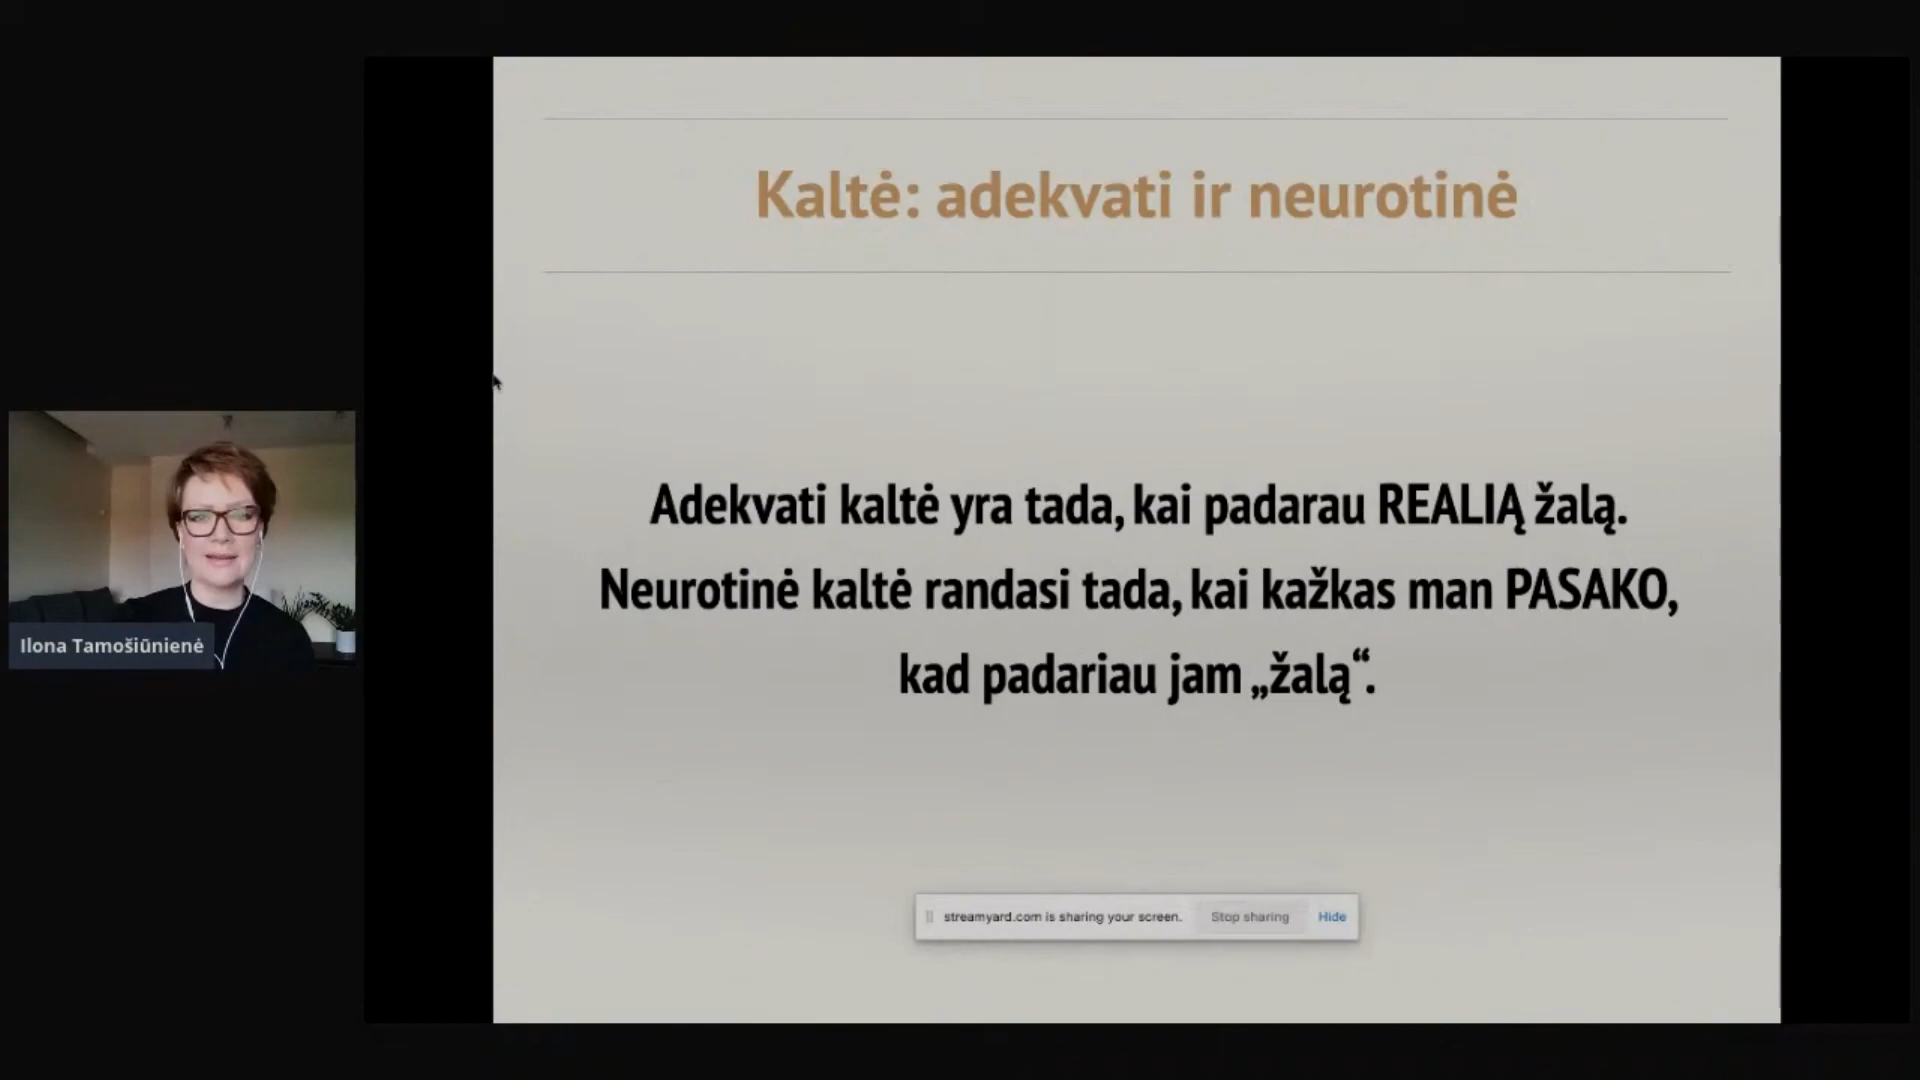 Kaltė: adekvati ir neurotinė
Adekvati kaltė yra tada, kai padarau REALIĄ žalą.
Neurotinė kaltė randasi tada, kai kažkas man PASAKO,
kad padariau jam „žalą“.
Ilona Tamošiūnienė
streamyard.com is sharing your screen. Stop sharing Hide